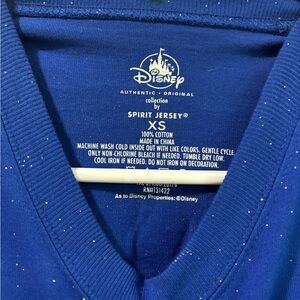 Disney
AUTHENTIC • ORIGINAL
collection
by
SPIRIT JERSEY®
XS
100% COTTON
MADE IN CHINA
MACHINE WASH COLD INSIDE OUT WITH LIKE COLORS. GENTLE CYCLE.
ONLY NON-CHLORINE BLEACH IF NEEDED. TUMBLE DRY LOW.
COOL IRON IF NEEDED. DO NOT IRON ON DECORATION.
RN#131422
As to Disney Properties: ©Disney